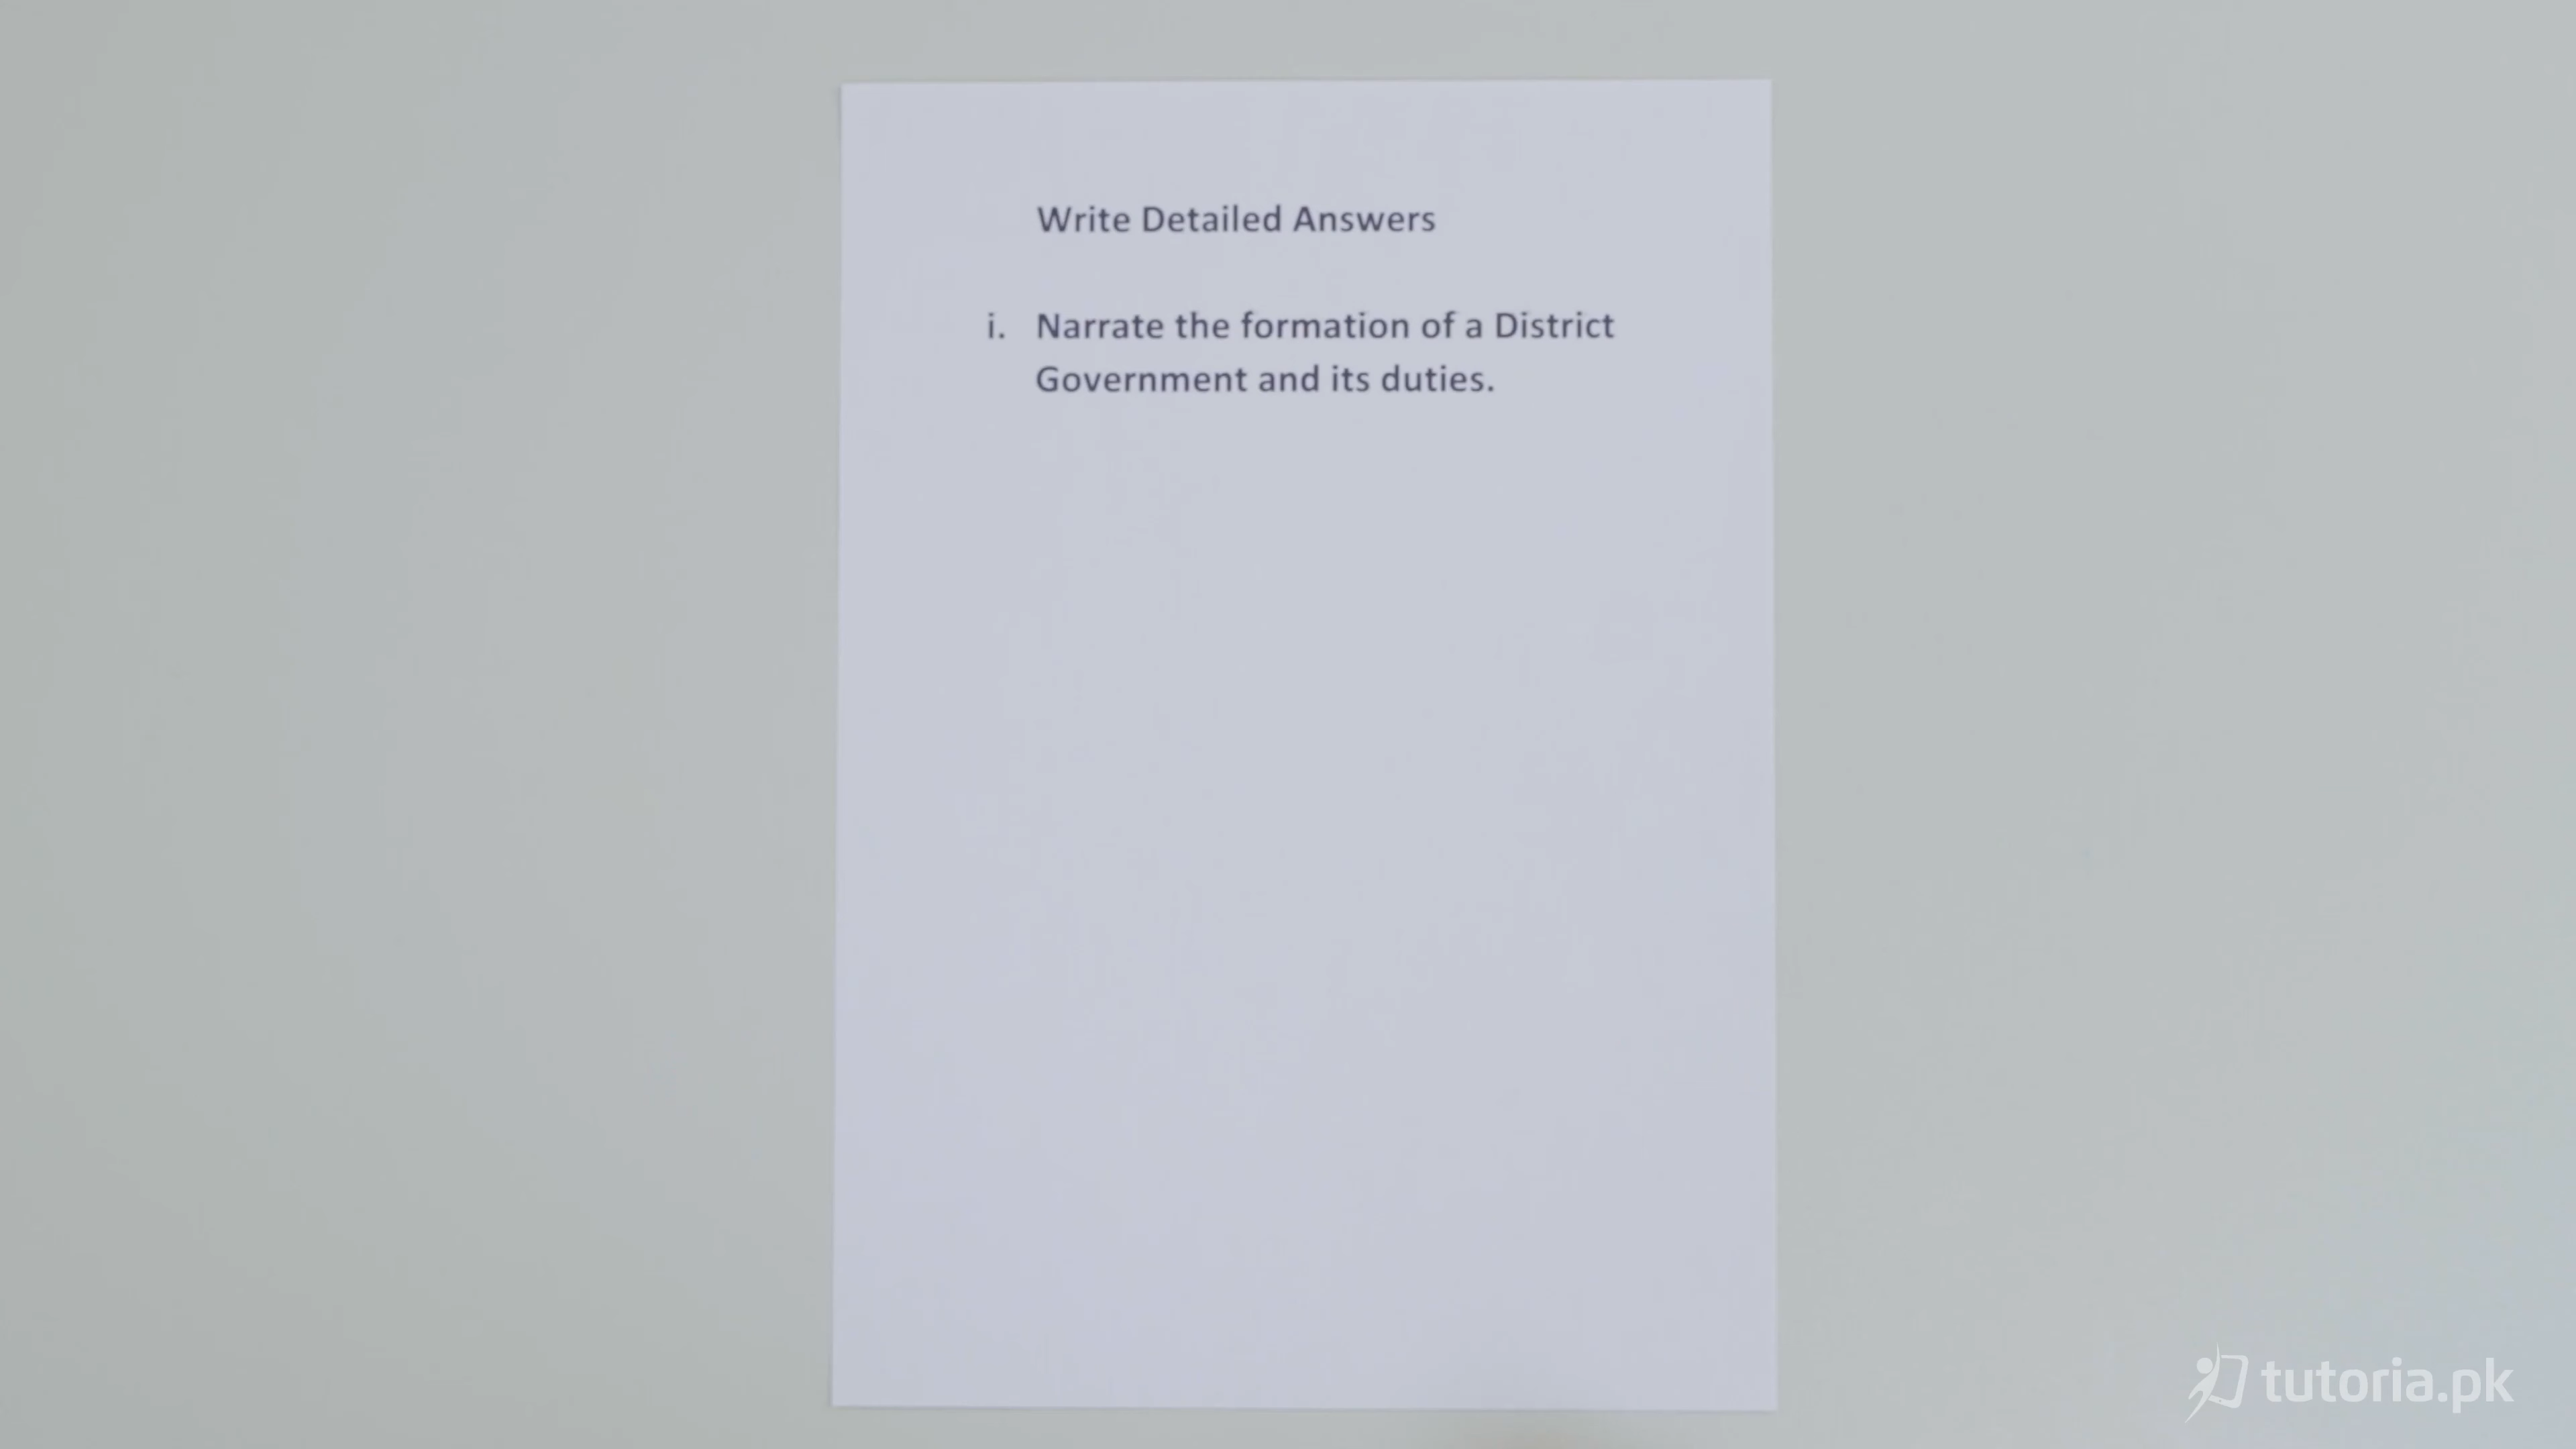 Write Detailed Answers
i. Narrate the formation of a District
Government and its duties.
tutoria.pk